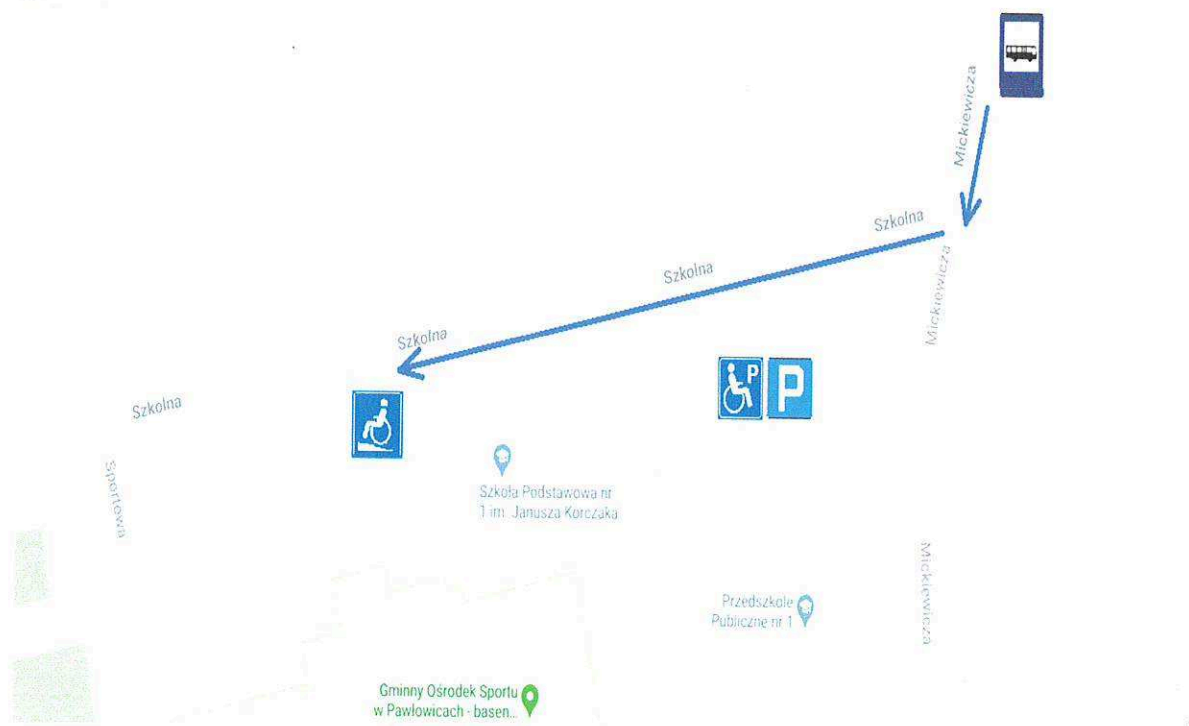 Mickiewicza
Szkolna
Szkolna
Mickiewicza
Szkolna
P
P
Szkolna
Sportowa
Szkoła Podstawowa nr
1 im. Janusza Korczaka
Mickiewicza
Przedszkole
Publiczne nr 1
Gminny Ośrodek Sportu
w Pawłowicach - basen...